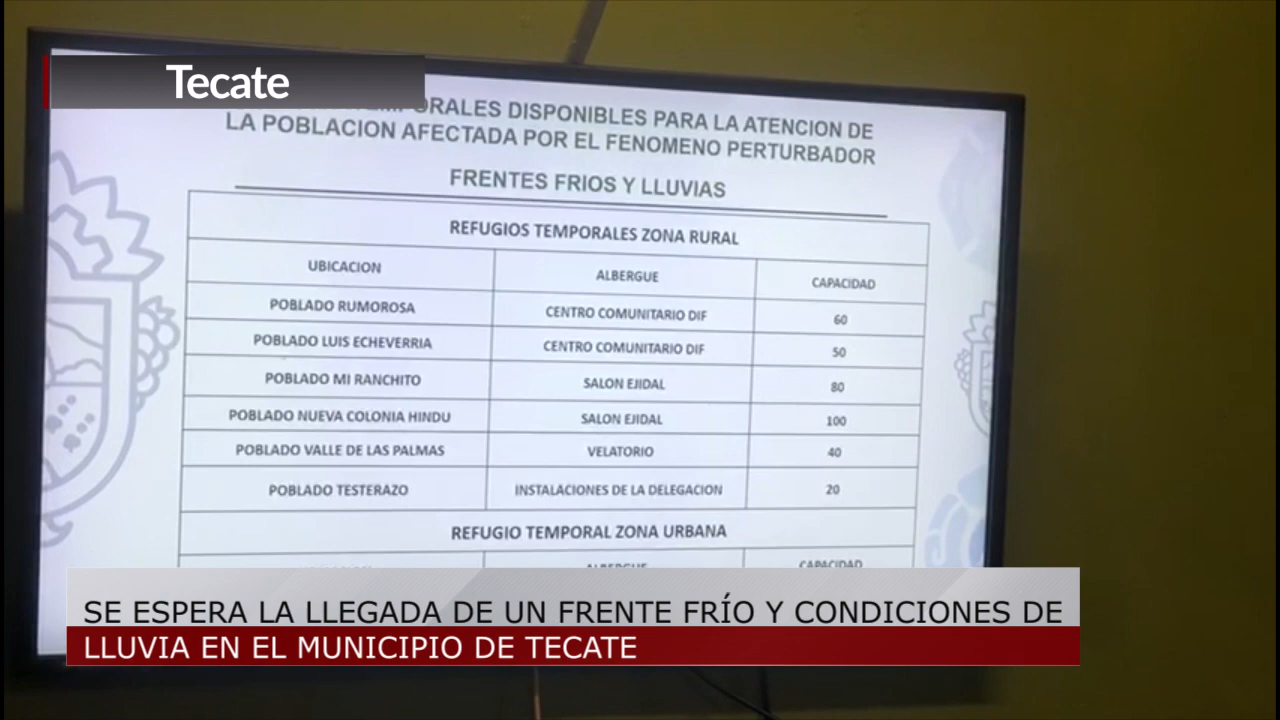 Tecate
TEMPORALES DISPONIBLES PARA LA ATENCION DE
LA POBLACION AFECTADA POR EL FENOMENO PERTURBADOR
FRENTES FRIOS Y LLUVIAS
REFUGIOS TEMPORALES ZONA RURAL
UBICACION ALBERGUE CAPACIDAD
POBLADO RUMOROSA CENTRO COMUNITARIO DIF 60
POBLADO LUIS ECHEVERRIA CENTRO COMUNITARIO DIF 50
POBLADO MI RANCHITO SALON EJIDAL 80
POBLADO NUEVA COLONIA HINDU SALON EJIDAL 100
POBLADO VALLE DE LAS PALMAS VELATORIO 40
POBLADO TESTERAZO INSTALACIONES DE LA DELEGACION 20
REFUGIO TEMPORAL ZONA URBANA
ALBERGUE CAPACIDAD
SE ESPERA LA LLEGADA DE UN FRENTE FRÍO Y CONDICIONES DE
LLUVIA EN EL MUNICIPIO DE TECATE